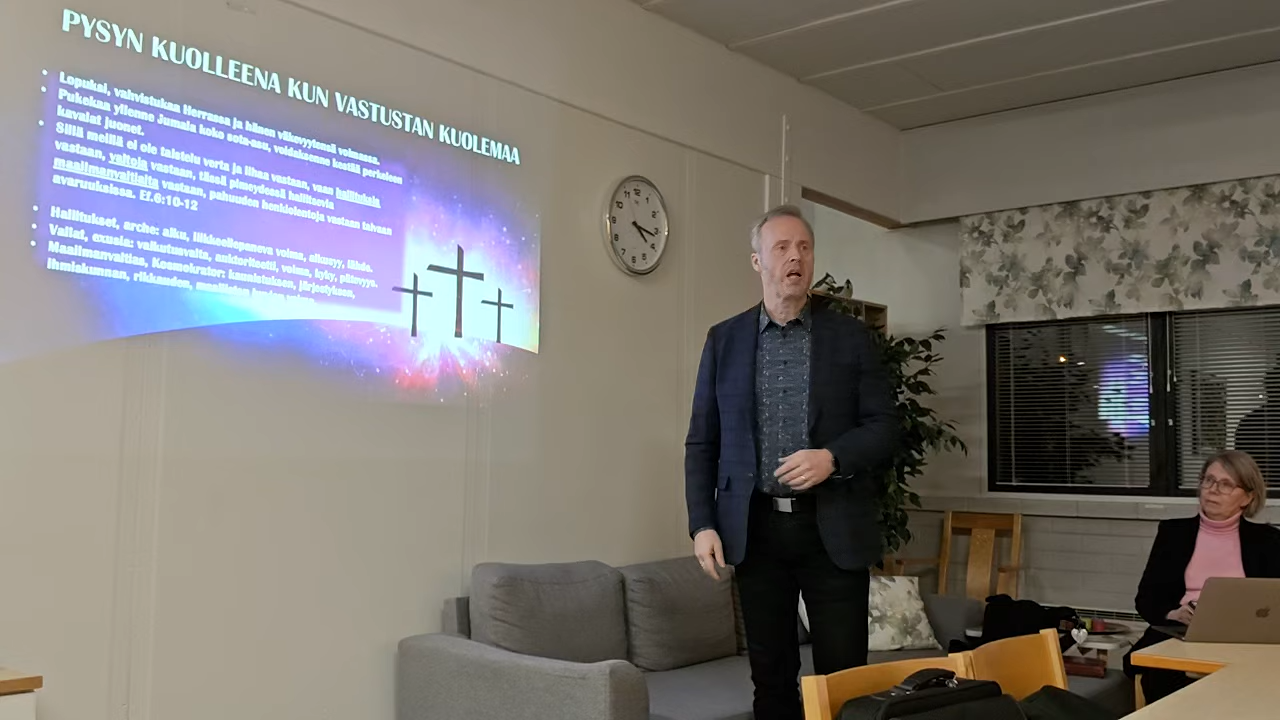 PYSYN KUOLLEENA KUN VASTUSTAN KUOLEMAA
• Lopuksi, vahvistukaa Herrassa ja hänen väkevyytensä voimassa.
• Pukekaa yllenne Jumala koko sota-asu, voidaksenne kestää perkeleen
kavalat juonet.
• Sillä meillä ei ole taistelu verta ja lihaa vastaan, vaan hallituksia
vastaan, valtoja vastaan, tässä pimeydessä hallitsevia
maailmanvaltiaita vastaan, pahuuden henkiolentoja vastaan taivaan
avaruuksissa. Ef.6:10-12
• Hallitukset, arche: alku, liikkeellepaneva voima, alkusyy, lähde.
• Vallat, exusia: vaikutusvalta, auktoriteetti, voima, kyky, pätevyys.
• Maailmanvaltias, Kosmokrator: kaunistuksen, järjestyksen,
ihmiskunnan, rikkauden,